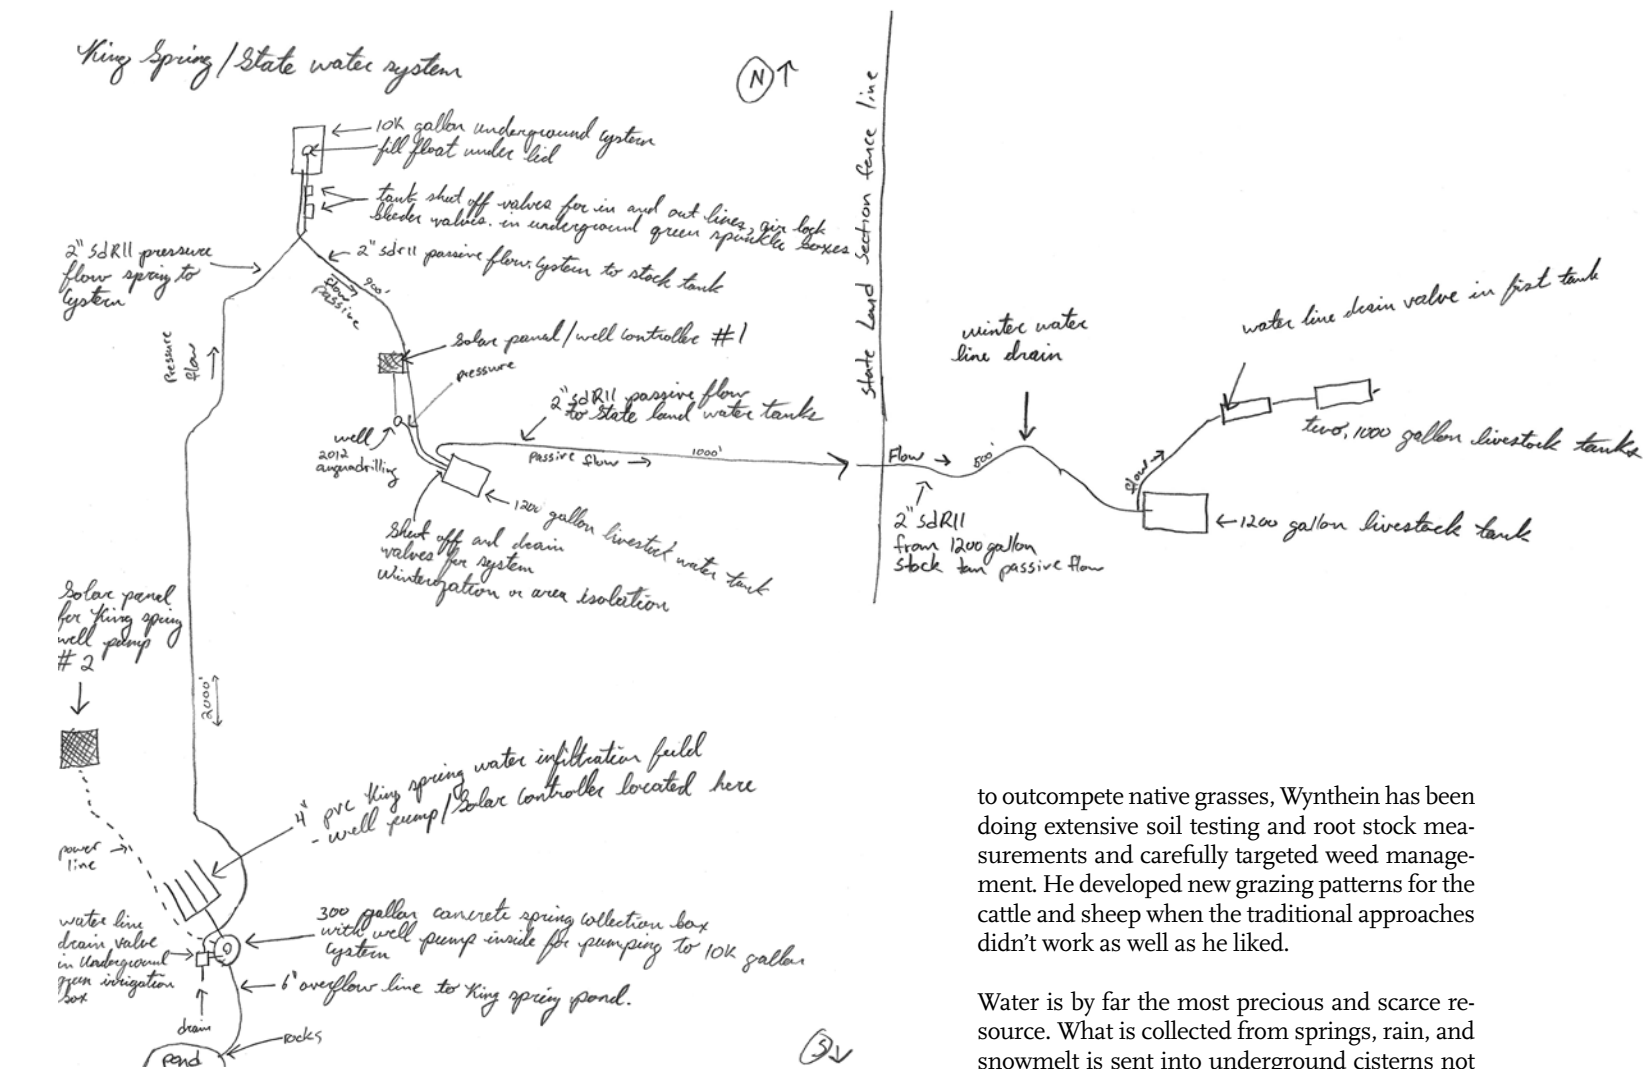 King Spring/State water system
N
10K gallon underground cystern
fill float under lid
tank shut off valves for in and out lines, air lock
bleeder valves. in underground green sprinkler boxes
2" sdR11 pressure
flow spring to
cystern
2" sdr11 passive flow. cystern to stock tank
900'
flow
passive
Pressure
flow
Solar panel/well controller #1
pressure
2" sdR11 passive flow
to State land water tanks
well
2012
Passive flow
1000'
1200 gallon livestock water tank
Shut off and drain
valves for system
winterization or area isolation
State Land Section fence line
Flow
500'
2" sdR11
from 1200 gallon
stock tan passive flow
winter water
line drain
water line drain valve in first tank
two, 1000 gallon livestock tanks
flow
1200 gallon livestock tank
Solar panel
for King spring
well pump
# 2
2000'
4" pvc King spring water infiltration feild
- well pump/Solar controller located here
power
line
300 gallon concrete spring collection box
with well pump inside for pumping to 10K gallon
cystern
water line
drain valve
in underground
green irrigation
box
6" overflow line to King spring pond.
drain
rocks
pond
S
to outcompete native grasses, Wynthein has been
doing extensive soil testing and root stock mea-
surements and carefully targeted weed manage-
ment. He developed new grazing patterns for the
cattle and sheep when the traditional approaches
didn't work as well as he liked.
Water is by far the most precious and scarce re-
source. What is collected from springs, rain, and
snowmelt is sent into underground cisterns not